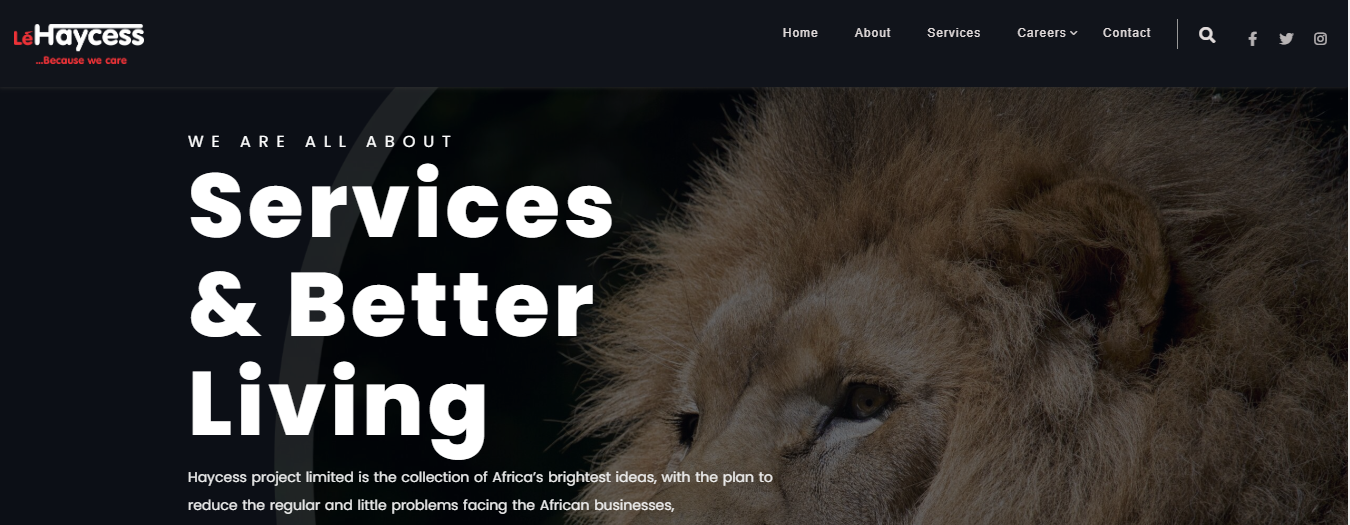 LéHaycess
...Because we care
Home About Services Careers Contact
WE ARE ALL ABOUT
Services
& Better
Living
Haycess project limited is the collection of Africa’s brightest ideas, with the plan to
reduce the regular and little problems facing the African businesses,